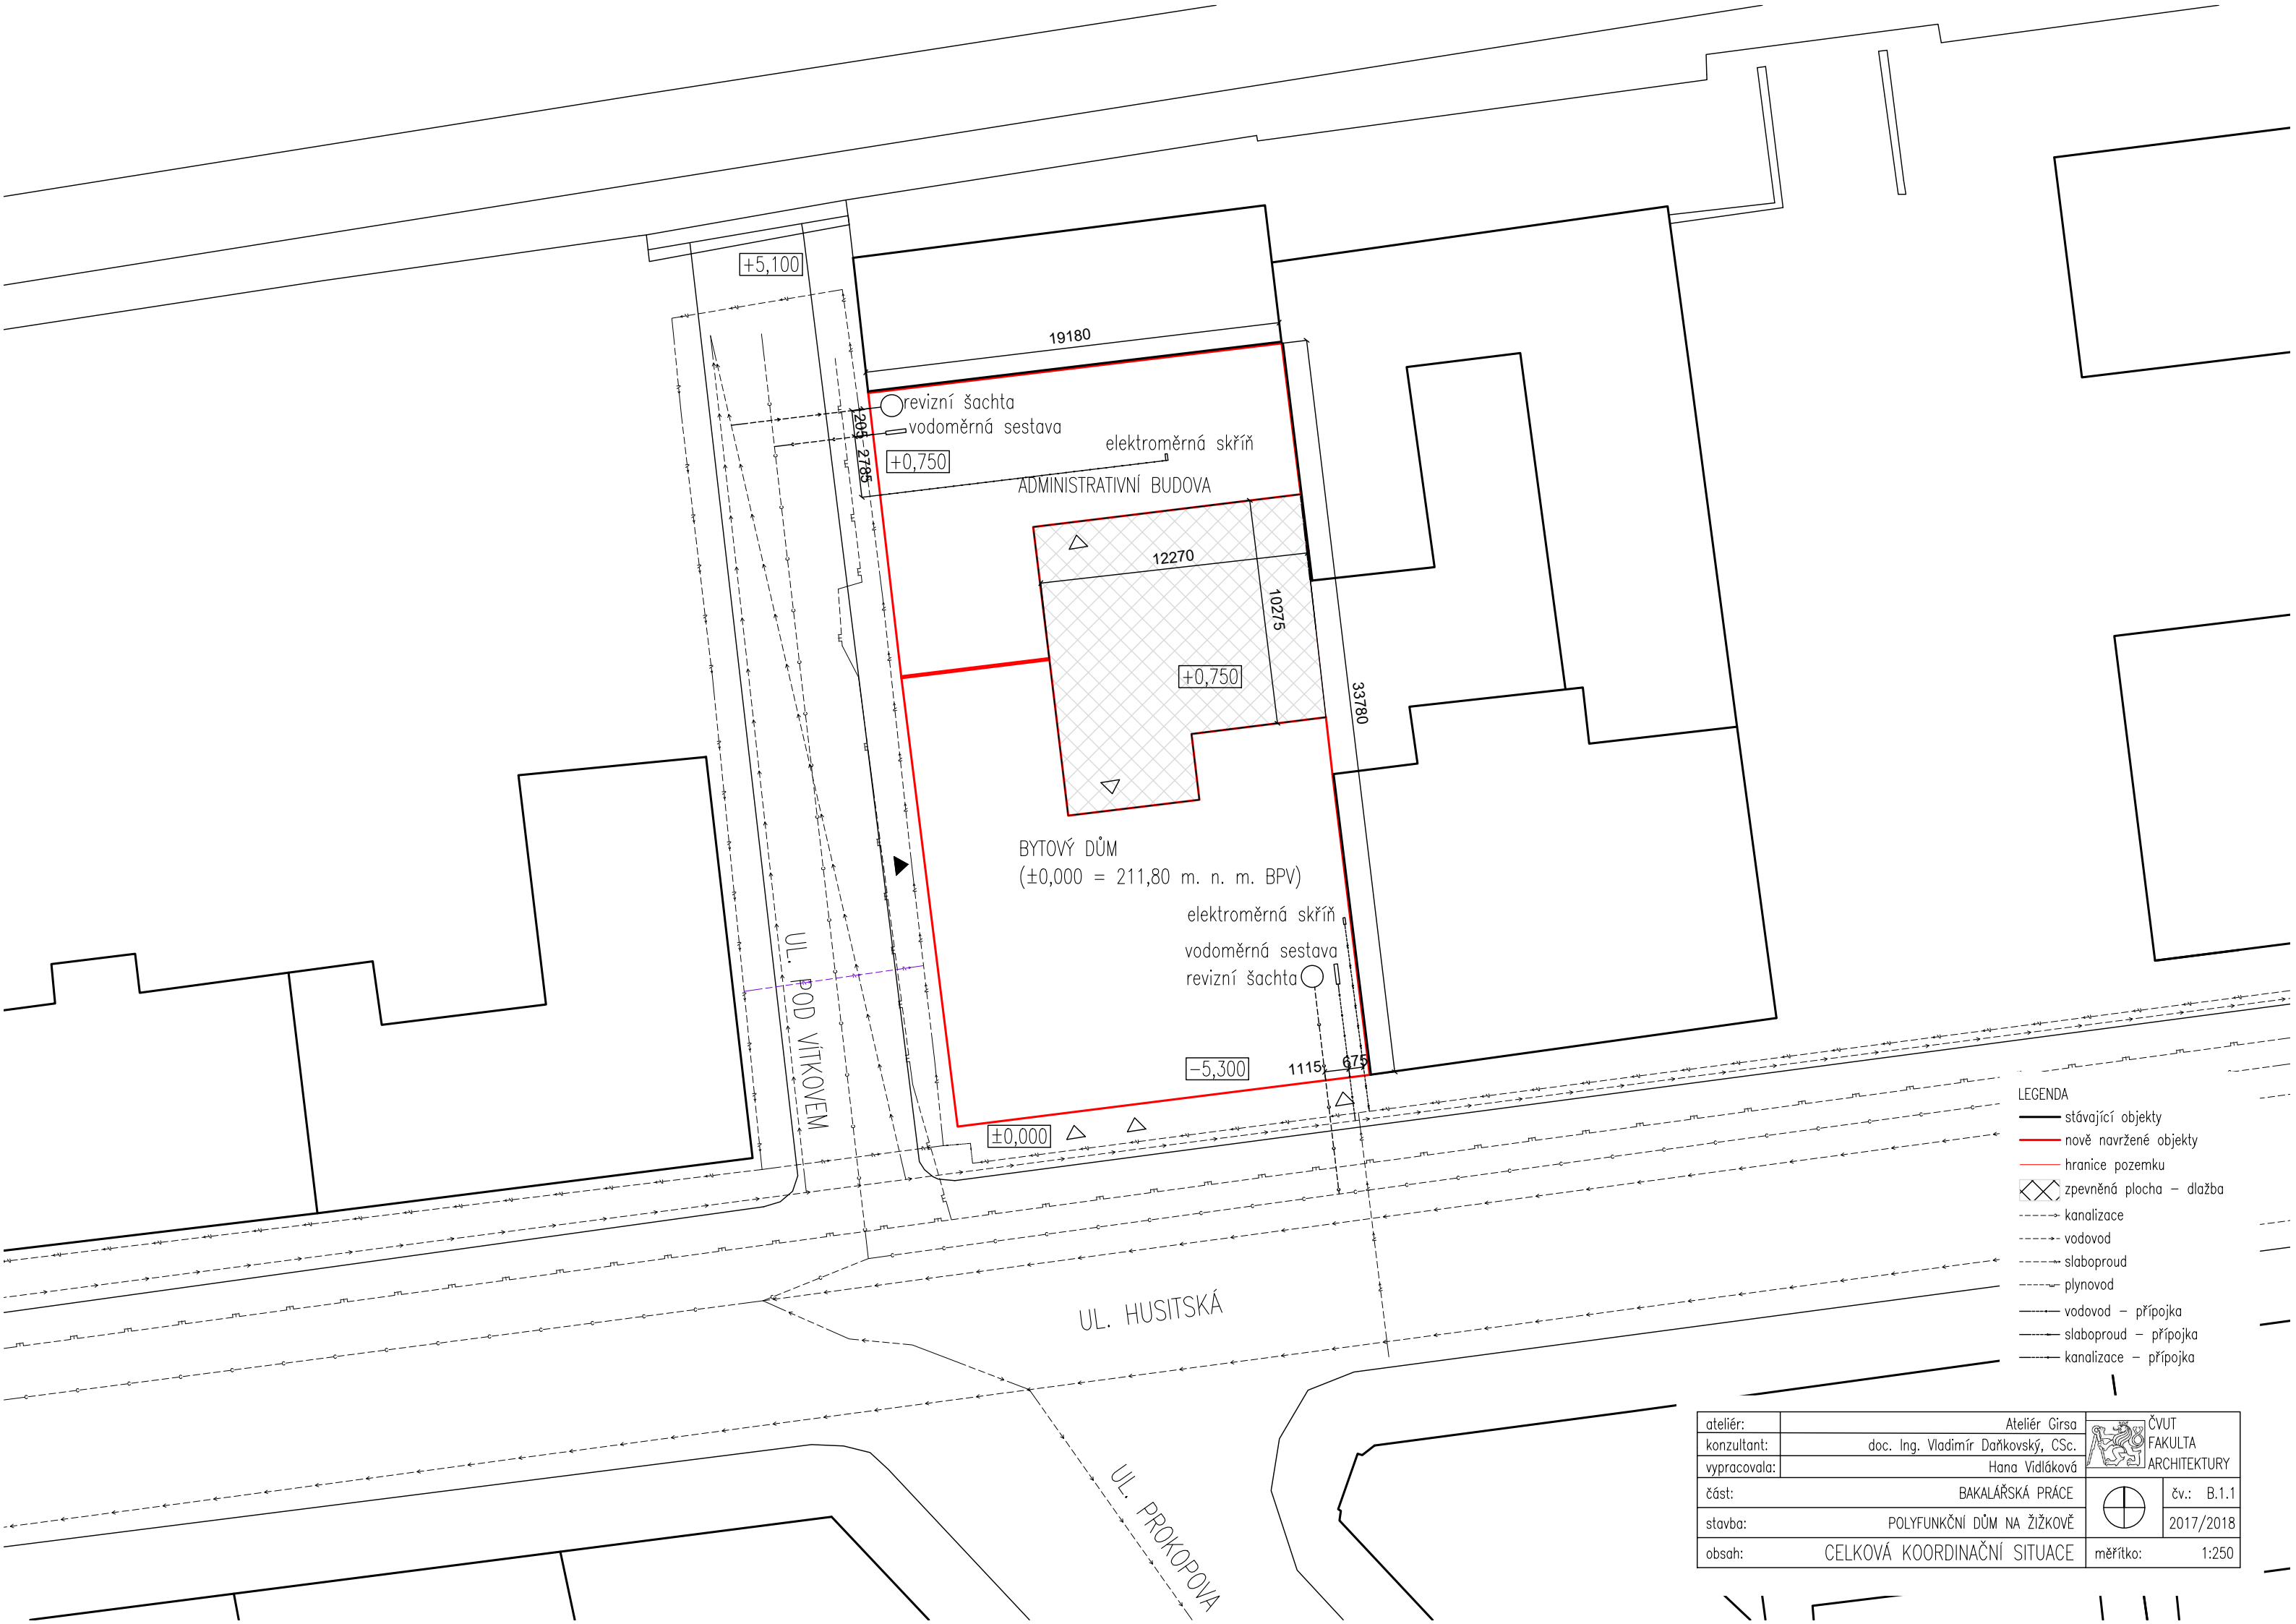 +5,100
19180
revizní šachta
vodoměrná sestava
elektroměrná skříň
1205
2785
+0,750
ADMINISTRATIVNÍ BUDOVA
12270
10275
+0,750
33780
BYTOVÝ DŮM
(±0,000 = 211,80 m. n. m. BPV)
elektroměrná skříň
vodoměrná sestava
revizní šachta
UL. POD VÍTKOVEM
-5,300
1115
675
±0,000
UL. HUSITSKÁ
UL. PROKOPOVA
LEGENDA
stávající objekty
nově navržené objekty
hranice pozemku
zpevněná plocha - dlažba
kanalizace
vodovod
slaboproud
plynovod
vodovod - přípojka
slaboproud - přípojka
kanalizace - přípojka
ateliér: Ateliér Girsa
konzultant: doc. Ing. Vladimír Daňkovský, CSc.
vypracovala: Hana Vidláková
ČVUT
FAKULTA
ARCHITEKTURY
část: BAKALÁŘSKÁ PRÁCE
čv.: B.1.1
stavba: POLYFUNKČNÍ DŮM NA ŽIŽKOVĚ
2017/2018
obsah: CELKOVÁ KOORDINAČNÍ SITUACE
měřítko: 1:250